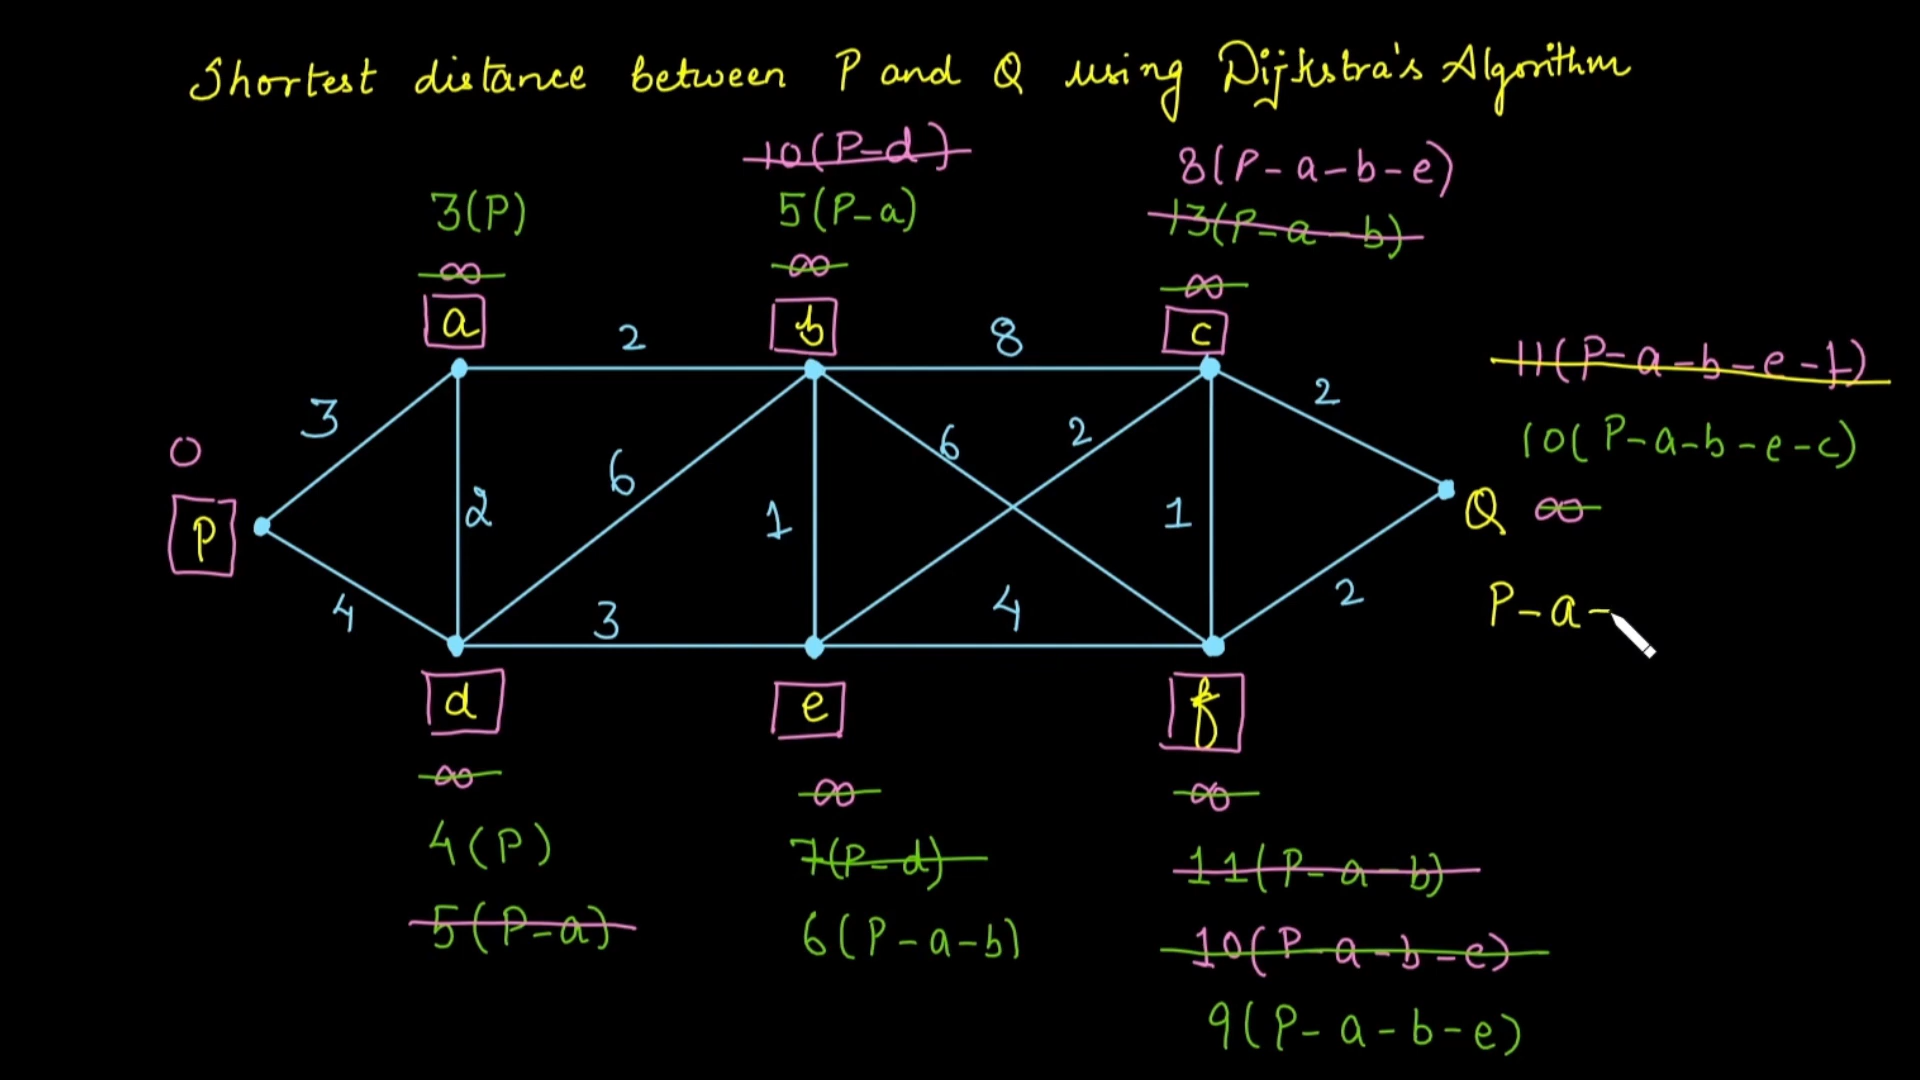 Shortest distance between P and Q using Dijkstra's Algorithm
10(P-d)
8(P-a-b-e)
3(P)
5(P-a)
13(P-a-b)
∞
∞
∞
a
b
c
2
8
11(P-a-b-e-f)
3
2
0
6
2
10(P-a-b-e-c)
6
P
2
1
1
Q ∞
4
3
4
2
P-a-
d
e
f
∞
∞
∞
4(P)
7(P-d)
11(P-a-b)
5(P-a)
6(P-a-b)
10(P-a-b-e)
9(P-a-b-e)